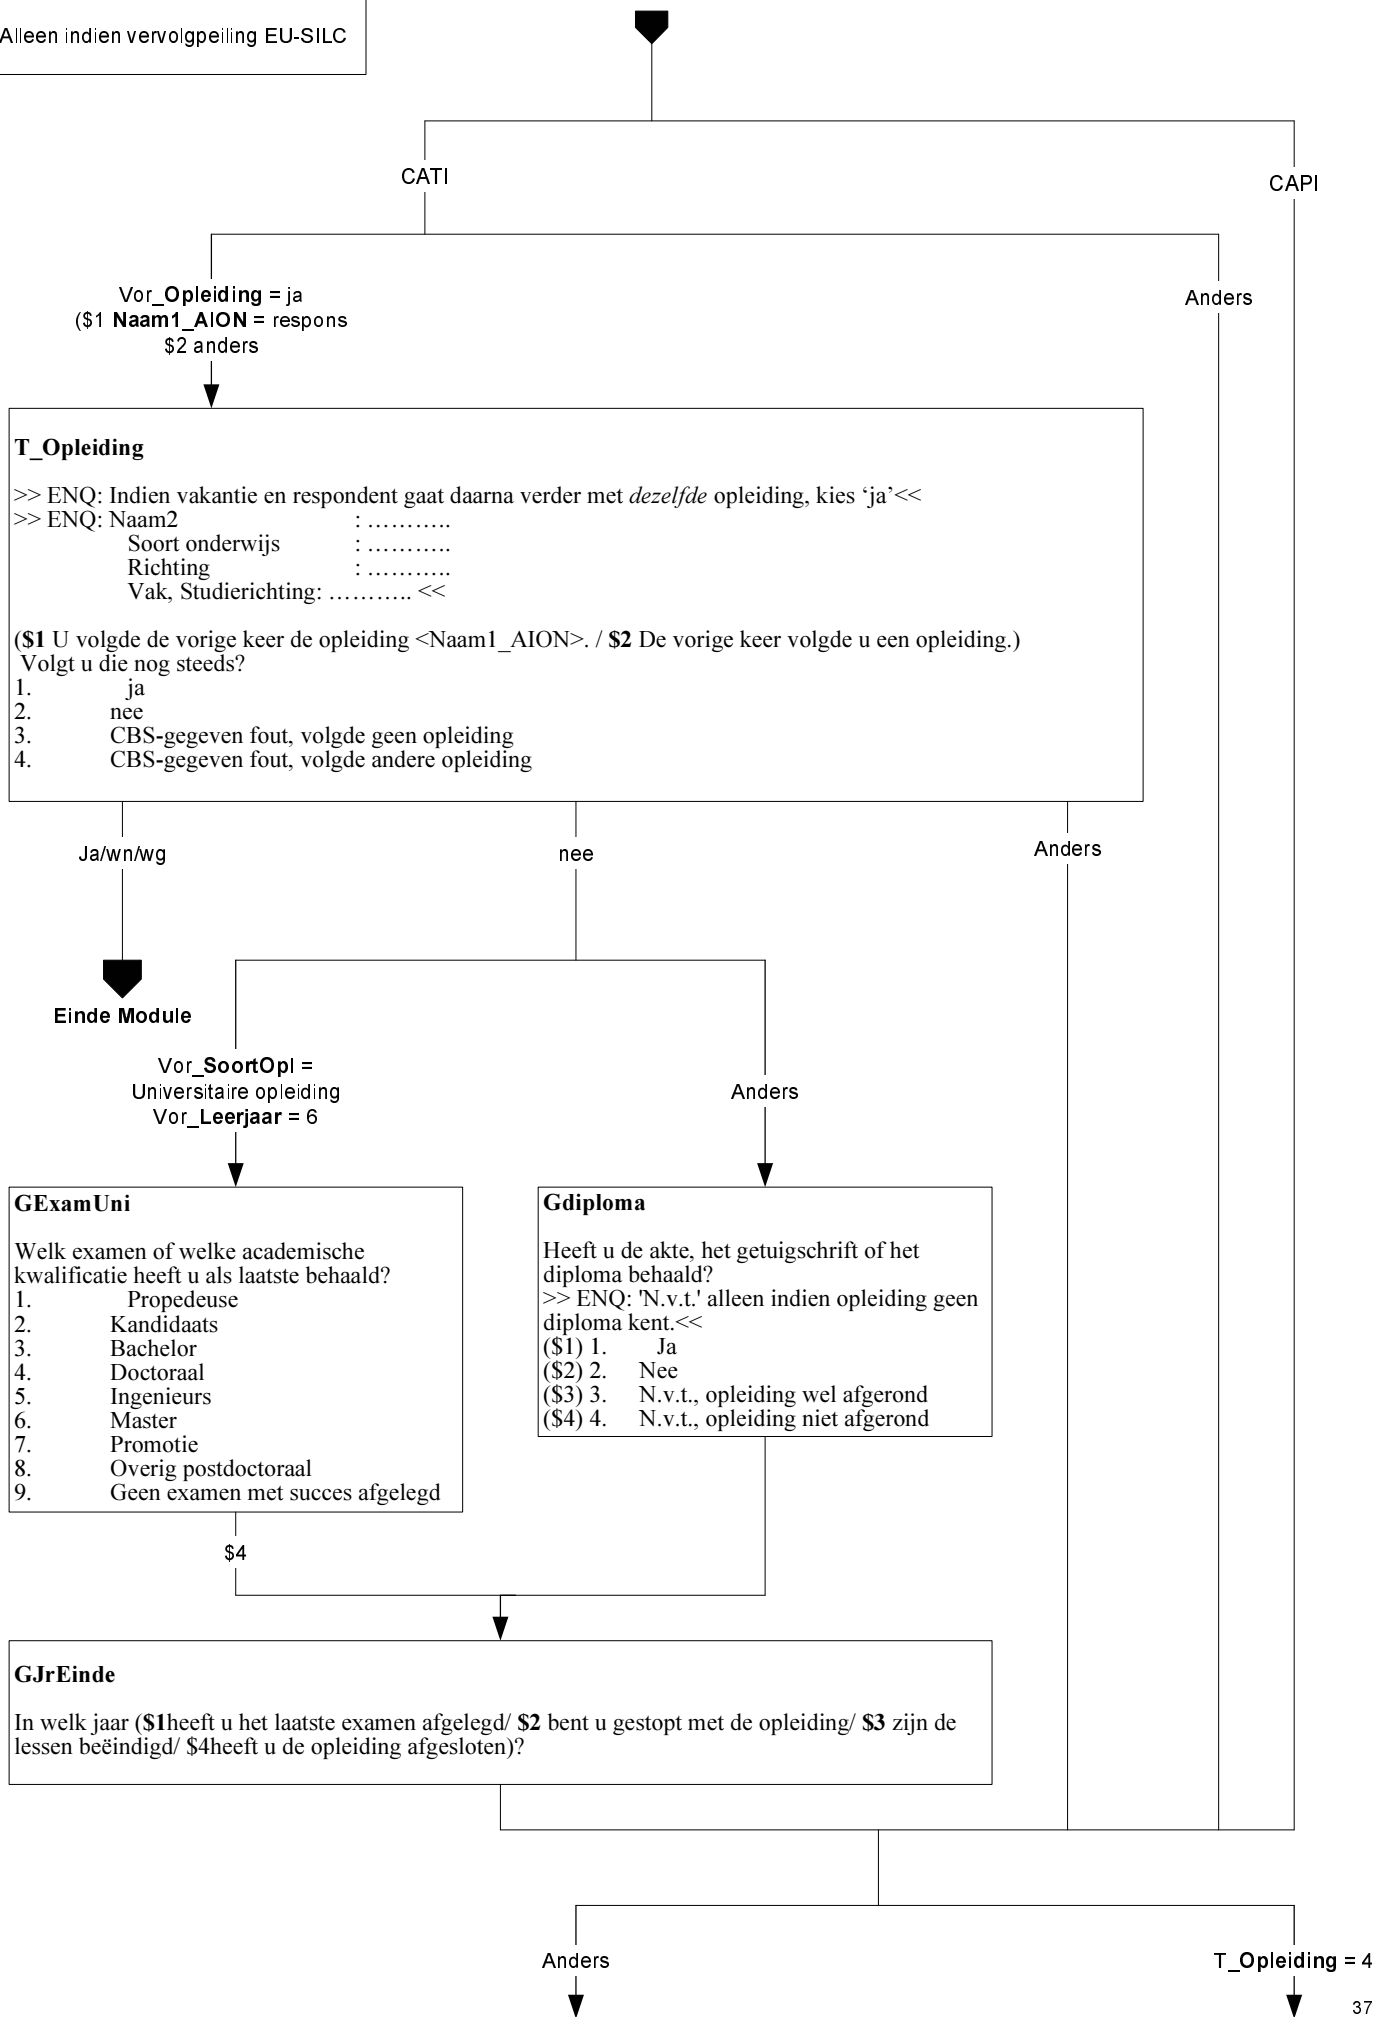 Alleen indien vervolgpeiling EU-SILC
CATI
CAPI
Vor_Opleiding = ja
($1 Naam1_AION = respons
$2 anders
Anders
T_Opleiding
>> ENQ: Indien vakantie en respondent gaat daarna verder met dezelfde opleiding, kies ‘ja’<<
>> ENQ: Naam2 : ………..
Soort onderwijs : ………..
Richting : ………..
Vak, Studierichting: ……….. <<
($1 U volgde de vorige keer de opleiding <Naam1_AION>. / $2 De vorige keer volgde u een opleiding.)
Volgt u die nog steeds?
1. ja
2. nee
3. CBS-gegeven fout, volgde geen opleiding
4. CBS-gegeven fout, volgde andere opleiding
Ja/wn/wg
nee
Anders
Einde Module
Vor_SoortOpl =
Universitaire opleiding
Vor_Leerjaar = 6
Anders
GExamUni
Welk examen of welke academische
kwalificatie heeft u als laatste behaald?
1. Propedeuse
2. Kandidaats
3. Bachelor
4. Doctoraal
5. Ingenieurs
6. Master
7. Promotie
8. Overig postdoctoraal
9. Geen examen met succes afgelegd
Gdiploma
Heeft u de akte, het getuigschrift of het
diploma behaald?
>> ENQ: 'N.v.t.' alleen indien opleiding geen
diploma kent.<<
($1) 1. Ja
($2) 2. Nee
($3) 3. N.v.t., opleiding wel afgerond
($4) 4. N.v.t., opleiding niet afgerond
$4
GJrEinde
In welk jaar ($1heeft u het laatste examen afgelegd/ $2 bent u gestopt met de opleiding/ $3 zijn de
lessen beëindigd/ $4heeft u de opleiding afgesloten)?
Anders
T_Opleiding = 4
37